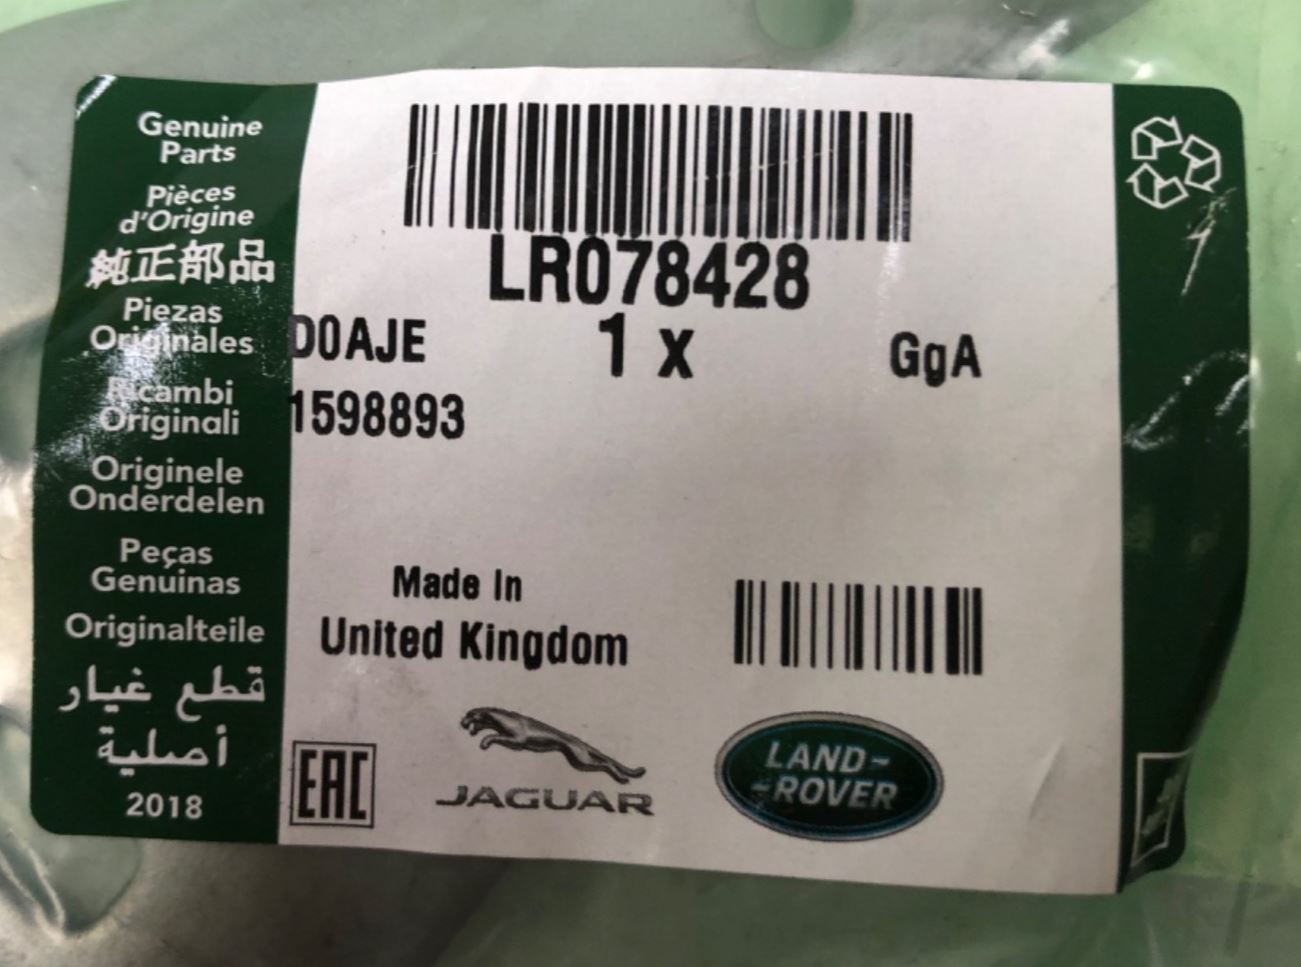 Genuine
Parts
Pièces
d'Origine
純正部品
Piezas
Originales
Ricambi
Originali
Originele
Onderdelen
Peças
Genuinas
Originalteile
قطع غيار
أصلية
2018
LR078428
D0AJE 1 x GgA
1598893
Made In
United Kingdom
EAC
JAGUAR
LAND-
-ROVER